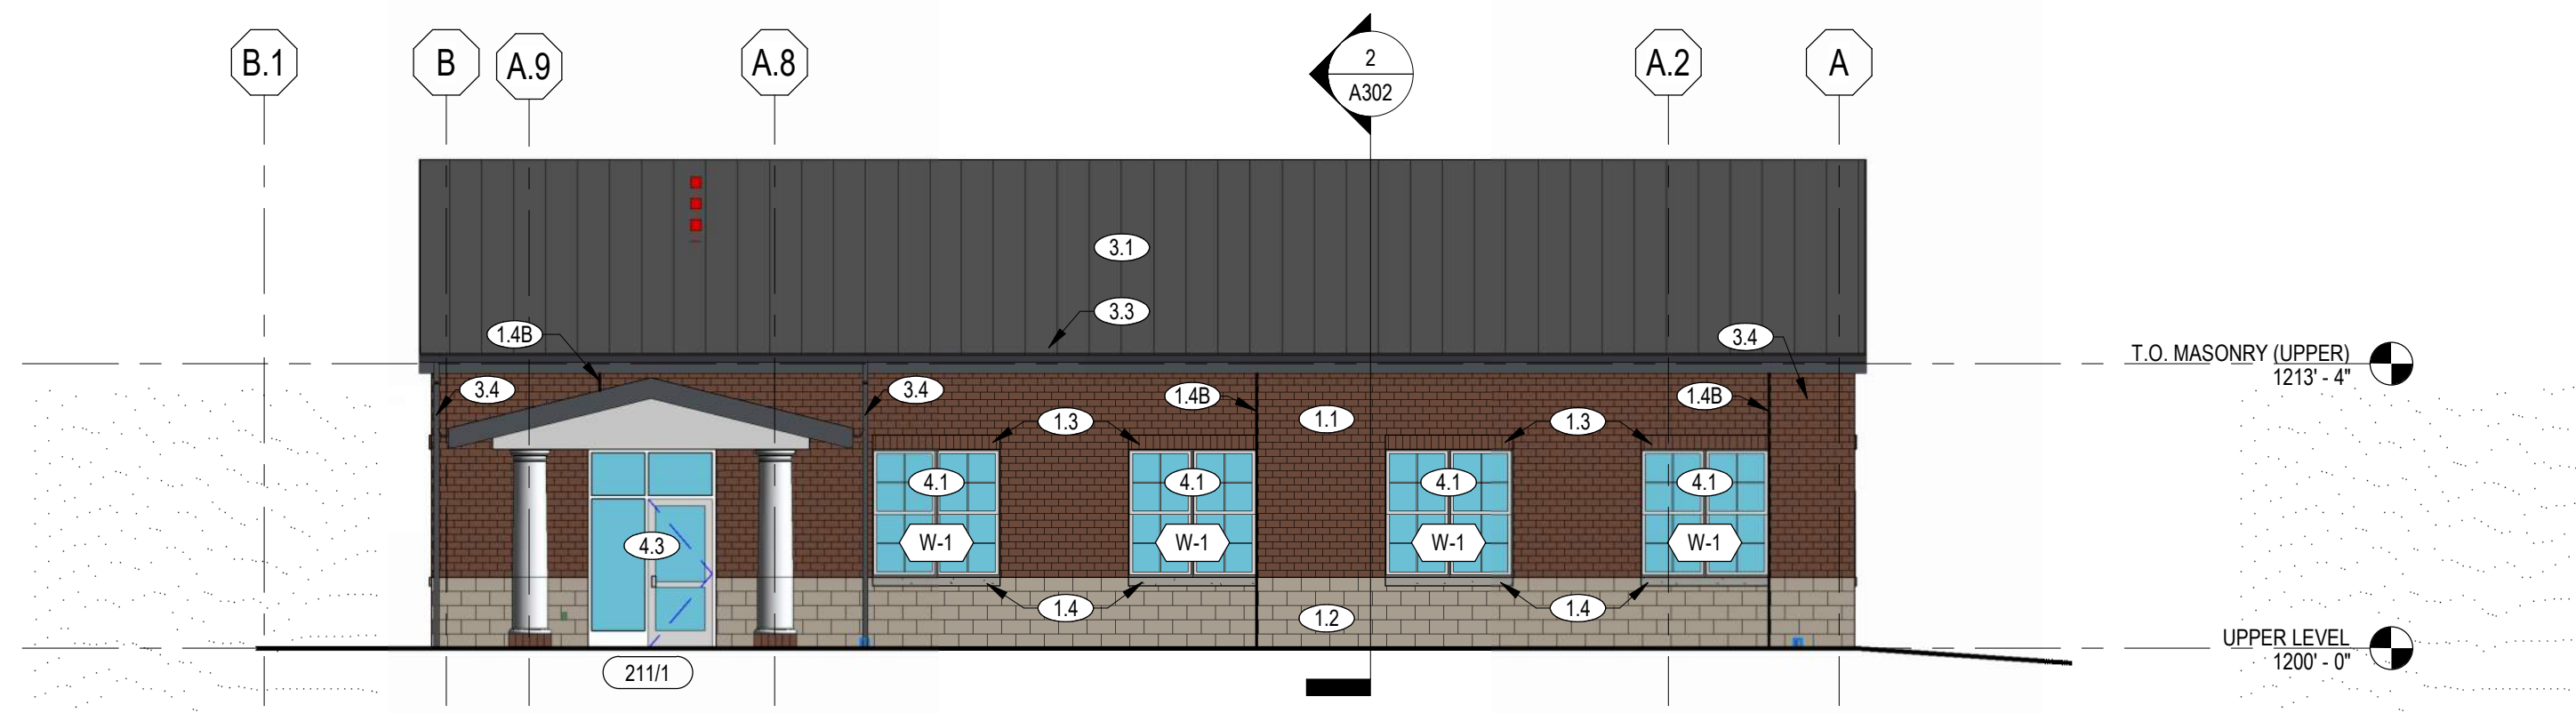 B.1
B
A.9
A.8
2
A302
A.2
A
3.1
3.3
1.4B
3.4
T.O. MASONRY (UPPER)
1213' - 4"
3.4
3.4
1.4B
1.4B
1.3
1.1
1.3
4.1
4.1
4.1
4.1
4.3
W-1
W-1
W-1
W-1
1.4
1.2
1.4
UPPER LEVEL
1200' - 0"
211/1